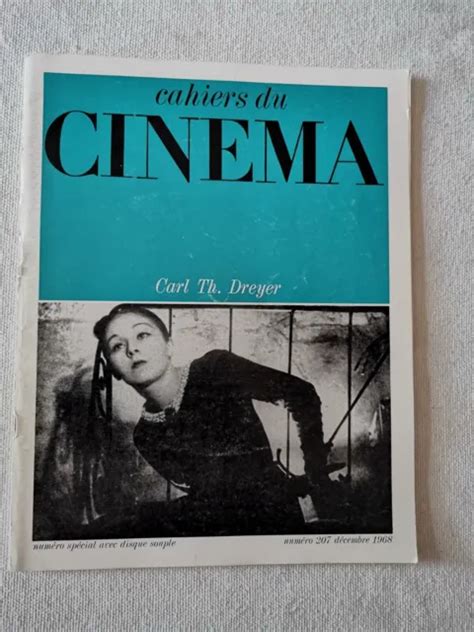 cahiers du
CINEMA
Carl Th. Dreyer
numéro spécial avec disque souple
numéro 207 décembre 1968